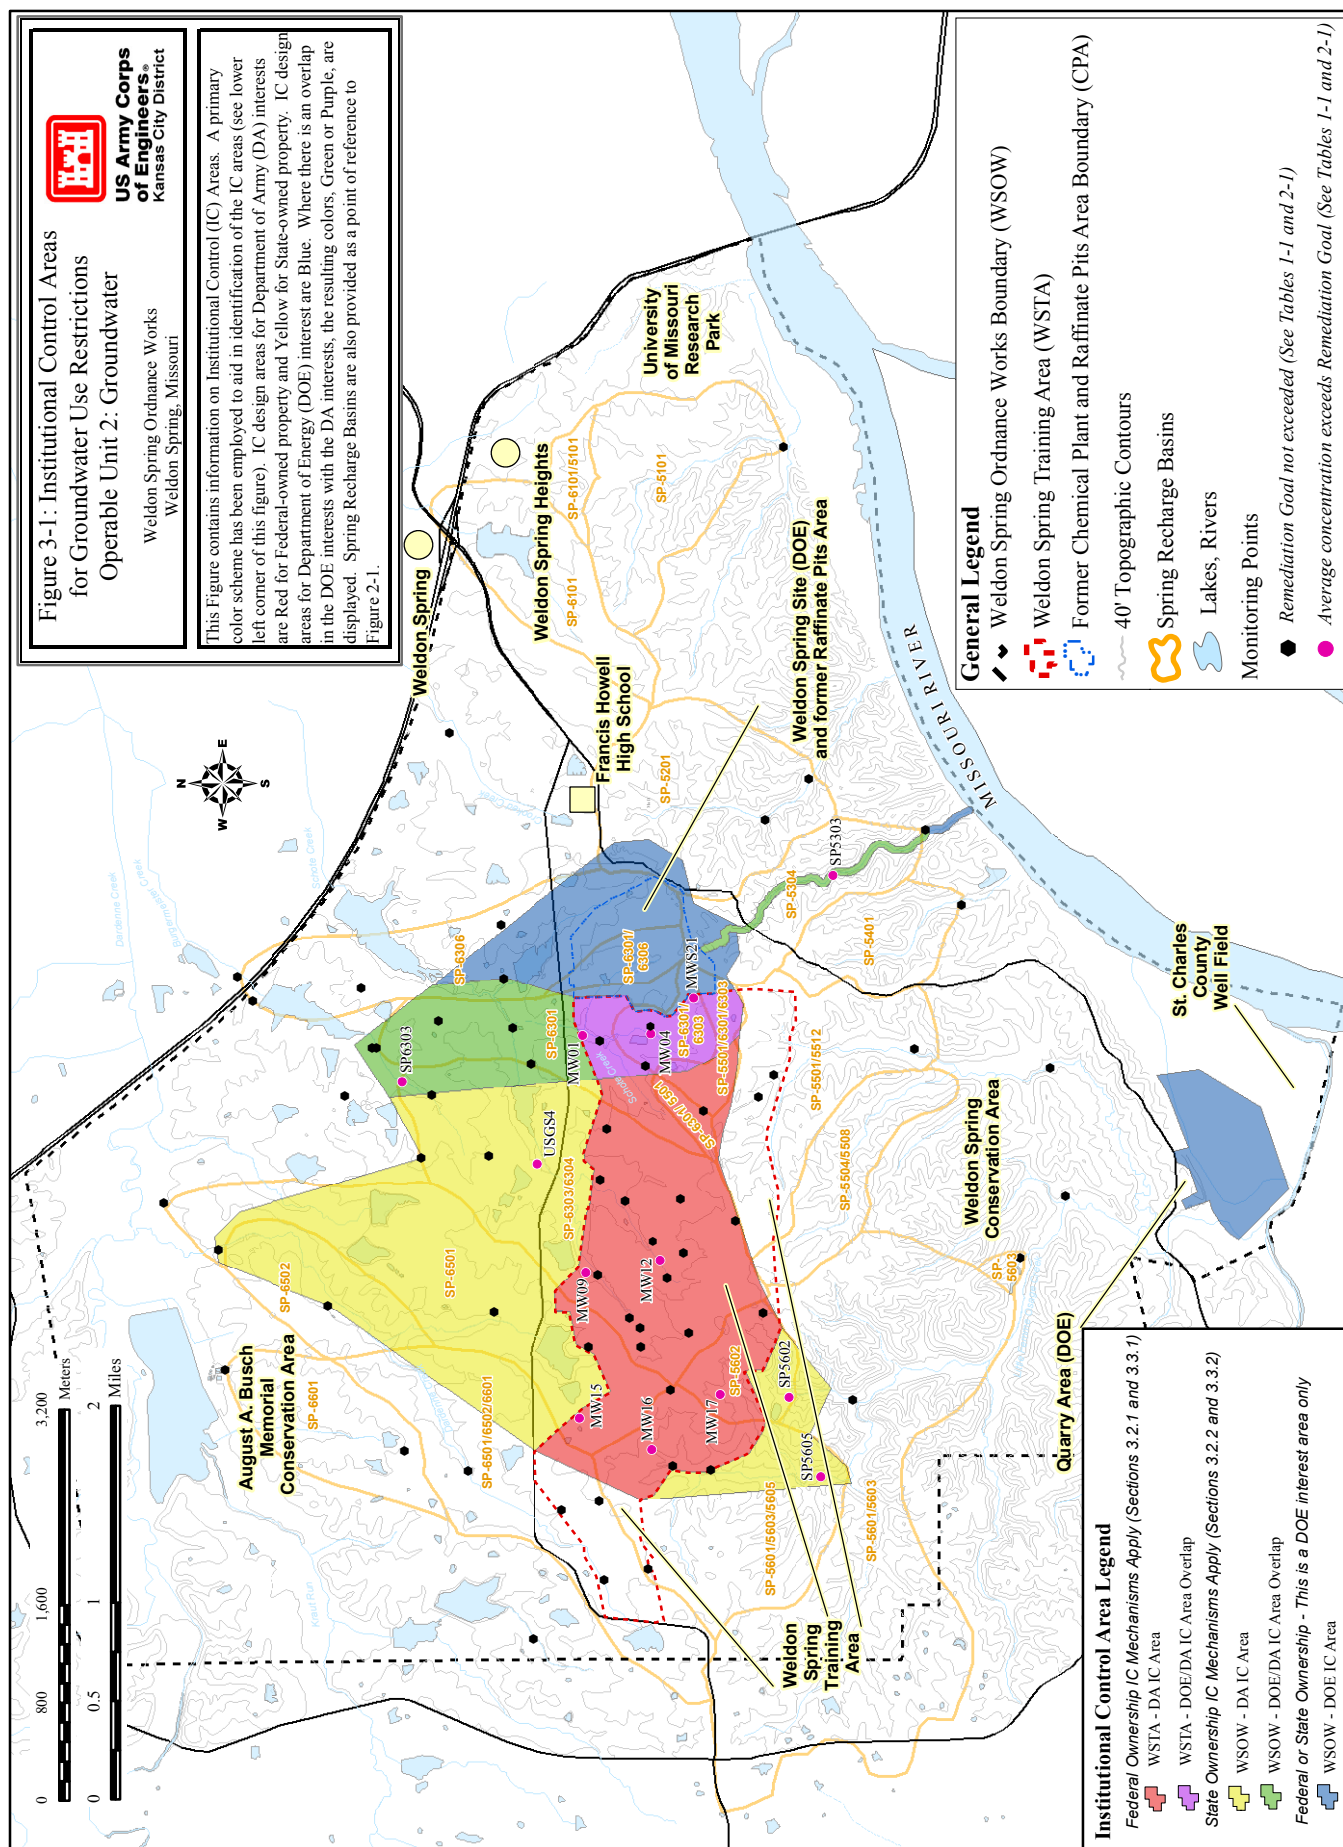 Figure 3-1: Institutional Control Areas
for Groundwater Use Restrictions
Operable Unit 2: Groundwater
Weldon Spring Ordnance Works
Weldon Spring, Missouri
US Army Corps
of Engineers®
Kansas City District
This Figure contains information on Institutional Control (IC) Areas. A primary
color scheme has been employed to aid in identification of the IC areas (see lower
left corner of this figure). IC design areas for Department of Army (DA) interests
are Red for Federal-owned property and Yellow for State-owned property. IC design
areas for Department of Energy (DOE) interest are Blue. Where there is an overlap
in the DOE interests with the DA interests, the resulting colors, Green or Purple, are
displayed. Spring Recharge Basins are also provided as a point of reference to
Figure 2-1.
General Legend
Weldon Spring Ordnance Works Boundary (WSOW)
Weldon Spring Training Area (WSTA)
Former Chemical Plant and Raffinate Pits Area Boundary (CPA)
40' Topographic Contours
Spring Recharge Basins
Lakes, Rivers
Monitoring Points
Remediation Goal not exceeded (See Tables 1-1 and 2-1)
Average concentration exceeds Remediation Goal (See Tables 1-1 and 2-1)
Institutional Control Area Legend
Federal Ownership IC Mechanisms Apply (Sections 3.2.1 and 3.3.1)
WSTA - DA IC Area
WSTA - DOE/DA IC Area Overlap
State Ownership IC Mechanisms Apply (Sections 3.2.2 and 3.3.2)
WSOW - DA IC Area
WSOW - DOE/DA IC Area Overlap
Federal or State Ownership - This is a DOE interest area only
WSOW - DOE IC Area
0 800 1,600 3,200
Meters
0 0.5 1 2
Miles
N
E
S
W
August A. Busch
Memorial
Conservation Area
Weldon Spring
Weldon Spring Heights
University
of Missouri
Research
Park
Francis Howell
High School
Weldon Spring Site (DOE)
and former Raffinate Pits Area
MISSOURI RIVER
St. Charles
County
Well Field
Weldon Spring
Conservation Area
Quarry Area (DOE)
Weldon
Spring
Training
Area
Dardenne Creek
Burgermeister Creek
Schote Creek
Schote Creek
Kraut Run
SP-6601
SP-6502
SP-6501
SP-6501/6502/6601
SP-6303/6304
SP-6306
SP-6301
SP-6301/
6306
SP-6301/
6303
SP-5501/6301/6303
SP-6301/ 5501
SP-5501/5512
SP-5504/5508
SP-5602
SP-5601/5603/5605
SP-5601/5603
SP-
5603
SP-5401
SP-5304
SP-5201
SP-6101
SP-6101/5101
SP-5101
SP6303
USGS4
MW01
MW04
MWS21
SP5303
MW09
MW12
MW15
MW16
MW17
SP5602
SP5605